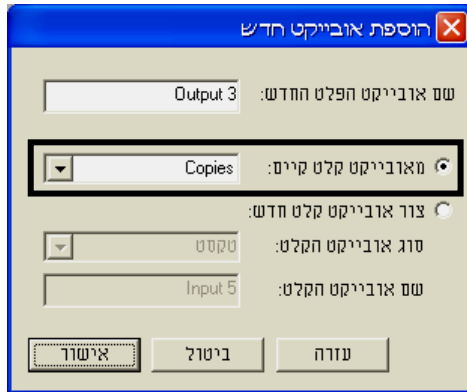 הוספת אובייקט חדש
שם אובייקט הפלט החדש: Output 3
מאובייקט קלט קיים: Copies
צור אובייקט קלט חדש:
סוג אובייקט הקלט: טקסט
שם אובייקט הקלט: Input 5
עזרה ביטול אישור